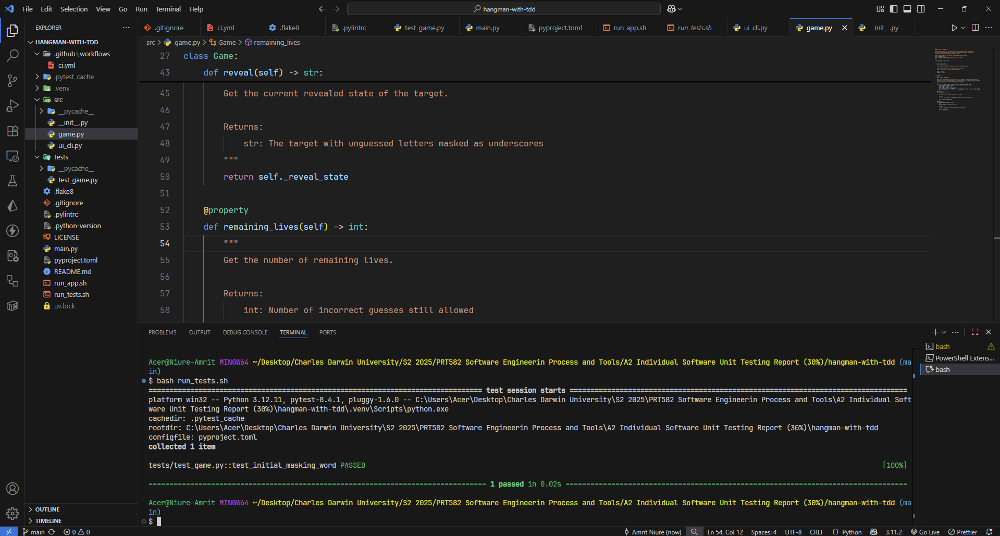 File Edit Selection View Go Run Terminal Help
hangman-with-tdd
EXPLORER
HANGMAN-WITH-TDD
.github\workflows
ci.yml
.pytest_cache
.venv
src
__pycache__
__init__.py
game.py
ui_cli.py
tests
__pycache__
test_game.py
.flake8
.gitignore
.pylintrc
.python-version
LICENSE
main.py
pyproject.toml
README.md
run_app.sh
run_tests.sh
uv.lock
OUTLINE
TIMELINE
.gitignore ci.yml .flake8 .pylintrc test_game.py main.py pyproject.toml run_app.sh run_tests.sh ui_cli.py game.py __init__.py
src > game.py > Game > remaining_lives
27 class Game:
43 def reveal(self) -> str:
45 Get the current revealed state of the target.
46
47 Returns:
48 str: The target with unguessed letters masked as underscores
49 """
50 return self._reveal_state
51
52 @property
53 def remaining_lives(self) -> int:
54 """
55 Get the number of remaining lives.
56
57 Returns:
58 int: Number of incorrect guesses still allowed
PROBLEMS OUTPUT DEBUG CONSOLE TERMINAL PORTS
bash
PowerShell Extens...
bash
Acer@Niure-Amrit MINGW64 ~/Desktop/Charles Darwin University/S2 2025/PRT582 Software Engineerin Process and Tools/A2 Individual Software Unit Testing Report (30%)/hangman-with-tdd (ma
in)
$ bash run_tests.sh
================================================================================ test session starts =================================================================================
platform win32 -- Python 3.12.11, pytest-8.4.1, pluggy-1.6.0 -- C:\Users\Acer\Desktop\Charles Darwin University\S2 2025\PRT582 Software Engineerin Process and Tools\A2 Individual Soft
ware Unit Testing Report (30%)\hangman-with-tdd\.venv\Scripts\python.exe
cachedir: .pytest_cache
rootdir: C:\Users\Acer\Desktop\Charles Darwin University\S2 2025\PRT582 Software Engineerin Process and Tools\A2 Individual Software Unit Testing Report (30%)\hangman-with-tdd
configfile: pyproject.toml
collected 1 item
tests/test_game.py::test_initial_masking_word PASSED [100%]
================================================================================= 1 passed in 0.02s ==================================================================================
Acer@Niure-Amrit MINGW64 ~/Desktop/Charles Darwin University/S2 2025/PRT582 Software Engineerin Process and Tools/A2 Individual Software Unit Testing Report (30%)/hangman-with-tdd (ma
in)
$
main 0 0 Amrit Niure (now) Ln 54, Col 12 Spaces: 4 UTF-8 CRLF { } Python 3.11.2 Go Live Prettier